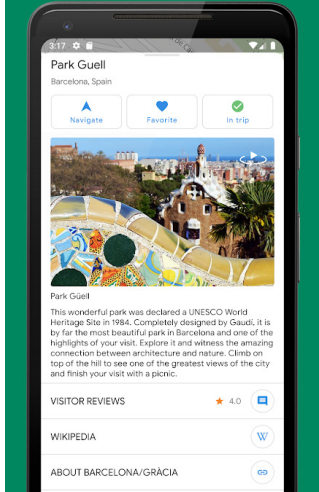 3:17
Park Guell
Barcelona, Spain
Navigate
Favorite
In trip
Park Güell
This wonderful park was declared a UNESCO World
Heritage Site in 1984. Completely designed by Gaudí, it is
by far the most beautiful park in Barcelona and one of the
highlights of your visit. Explore it and witness the amazing
connection between architecture and nature. Climb on
top of the hill to see one of the greatest views of the city
and finish your visit with a picnic.
VISITOR REVIEWS 4.0
WIKIPEDIA W
ABOUT BARCELONA/GRÀCIA